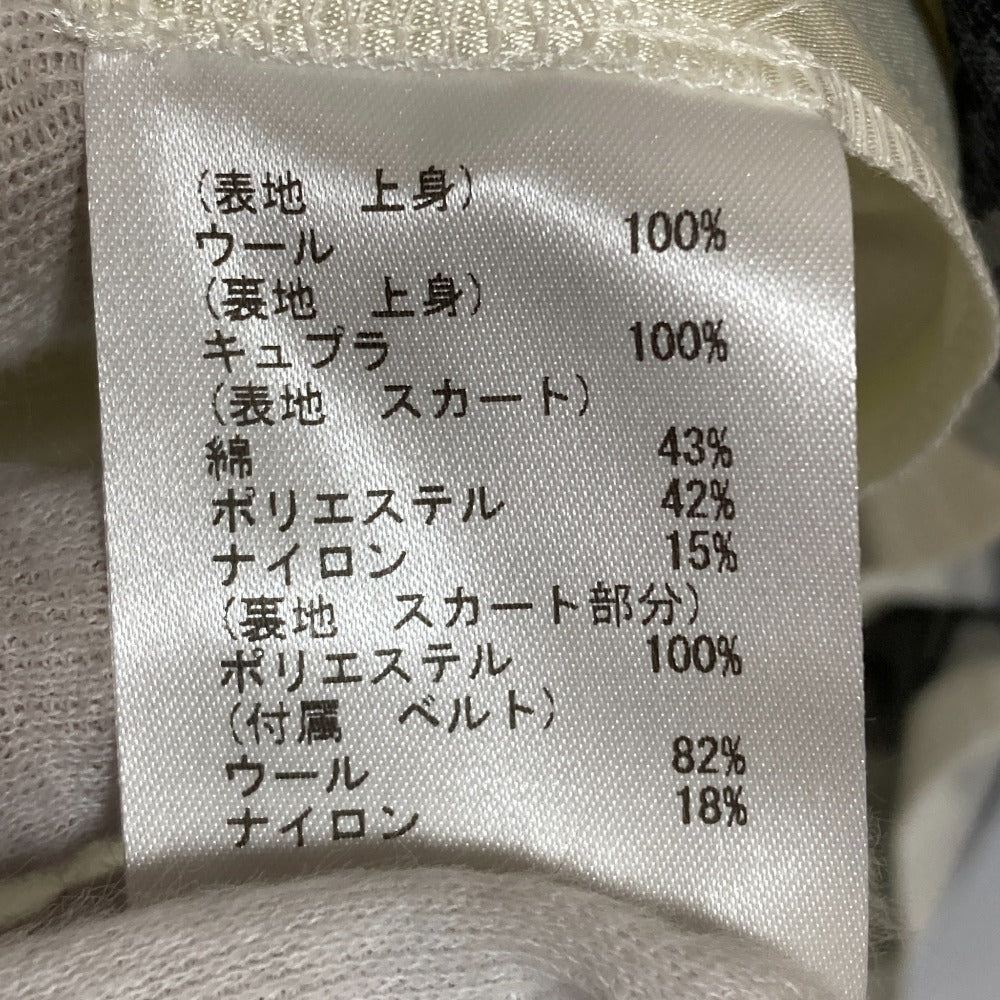 (表地　上身)
ウール 100%
(裏地　上身)
キュプラ 100%
(表地　スカート)
綿 43%
ポリエステル 42%
ナイロン 15%
(裏地　スカート部分)
ポリエステル 100%
(付属　ベルト)
ウール 82%
ナイロン 18%